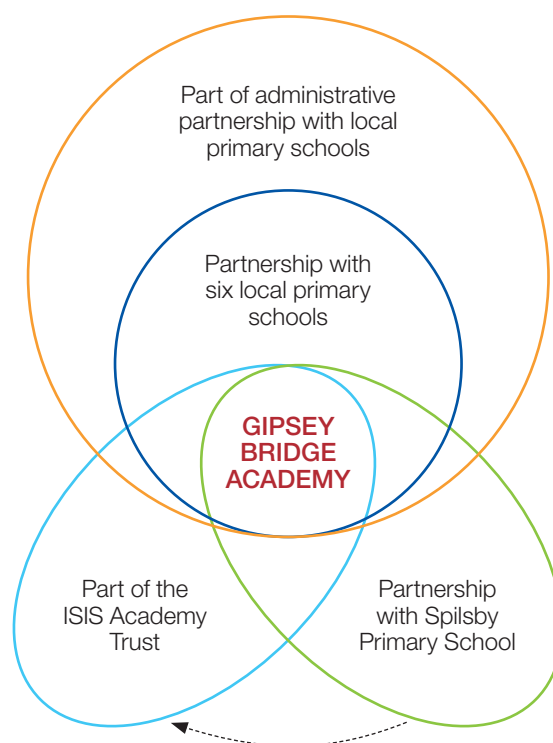 Part of administrative
partnership with local
primary schools
Partnership with
six local primary
schools
GIPSEY
BRIDGE
ACADEMY
Part of the
ISIS Academy
Trust
Partnership
with Spilsby
Primary School